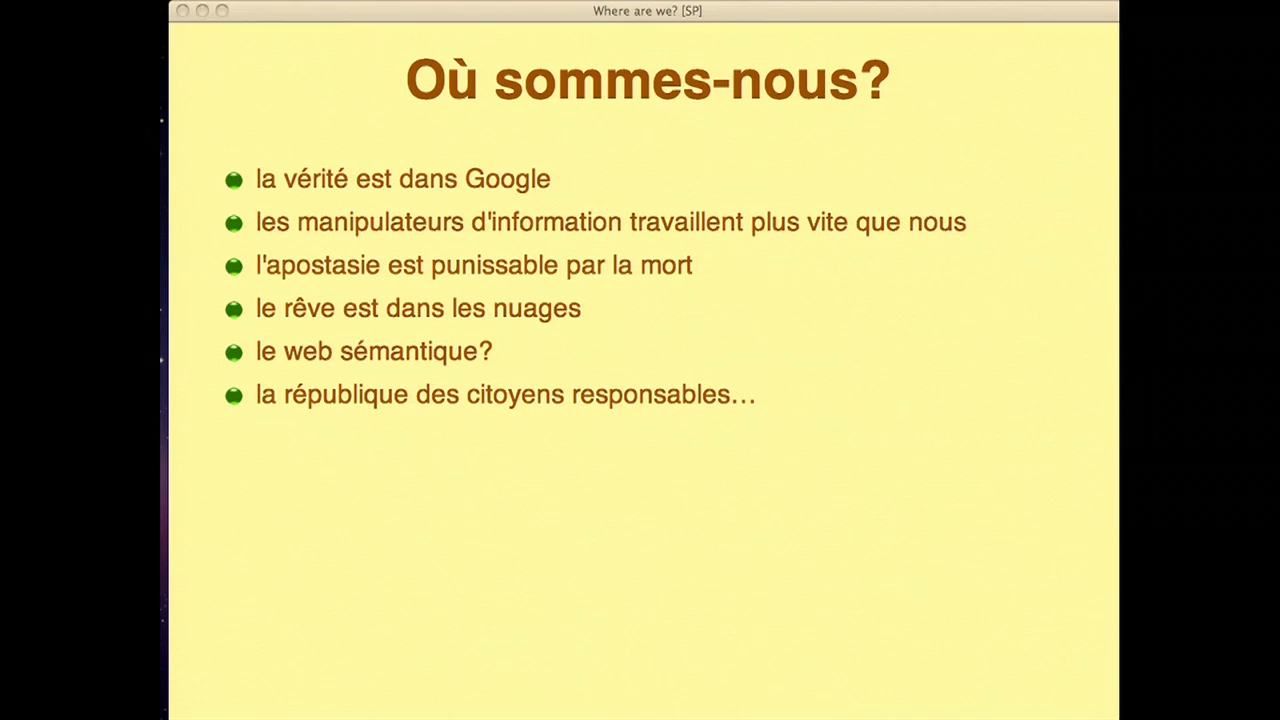 Where are we? [SP]
Où sommes-nous?
la vérité est dans Google
les manipulateurs d'information travaillent plus vite que nous
l'apostasie est punissable par la mort
le rêve est dans les nuages
le web sémantique?
la république des citoyens responsables…